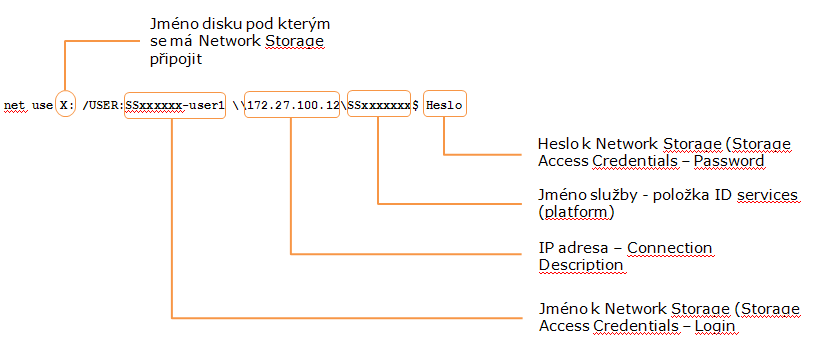 Jméno disku pod kterým
se má Network Storage
připojit
net use X: /USER:SSxxxxxx-user1 \\172.27.100.12\SSxxxxxxx$ Heslo
Heslo k Network Storage (Storage
Access Credentials – Password
Jméno služby - položka ID services
(platform)
IP adresa – Connection
Description
Jméno k Network Storage (Storage
Access Credentials – Login